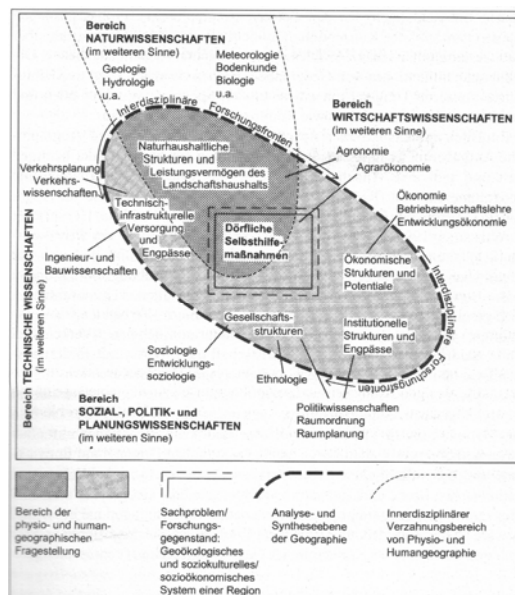 Bereich
NATURWISSENSCHAFTEN
(im weiteren Sinne)
Geologie
Hydrologie
u.a.
Meteorologie
Bodenkunde
Biologie
u.a.
Interdisziplinäre Forschungsfronten
Bereich
WIRTSCHAFTSWISSENSCHAFTEN
(im weiteren Sinne)
Naturhaushaltliche
Strukturen und
Leistungsvermögen des
Landschaftshaushalts
Agronomie
Agrarökonomie
Verkehrsplanung
Verkehrs-
wissenschaften
Technisch-
infrastrukturelle
Versorgung
und
Engpässe
Dörfliche
Selbsthilfe-
maßnahmen
Ökonomie
Betriebswirtschaftslehre
Entwicklungsökonomie
Ingenieur- und
Bauwissenschaften
Ökonomische
Strukturen und
Potentiale
Interdisziplinäre
Forschungsfronten
Bereich TECHNISCHE WISSENSCHAFTEN
(im weiteren Sinne)
Gesellschafts-
strukturen
Institutionelle
Strukturen und
Engpässe
Soziologie
Entwicklungs-
soziologie
Ethnologie
Politikwissenschaften
Raumordnung
Raumplanung
Bereich
SOZIAL-, POLITIK- und
PLANUNGSWISSENSCHAFTEN
(im weiteren Sinne)
Bereich der
physio- und human-
geographischen
Fragestellung
Sachproblem/
Forschungs-
gegenstand:
Geoökologisches
und soziokulturelles/
sozioökonomisches
System einer Region
Analyse- und
Syntheseebene
der Geographie
Innerdisziplinärer
Verzahnungsbereich
von Physio- und
Humangeographie